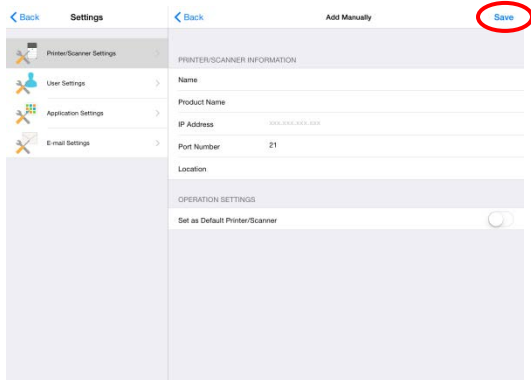 Back Settings
Printer/Scanner Settings
User Settings
Application Settings
E-mail Settings
Back Add Manually Save
PRINTER/SCANNER INFORMATION
Name
Product Name
IP Address xxx.xxx.xxx.xxx
Port Number 21
Location
OPERATION SETTINGS
Set as Default Printer/Scanner